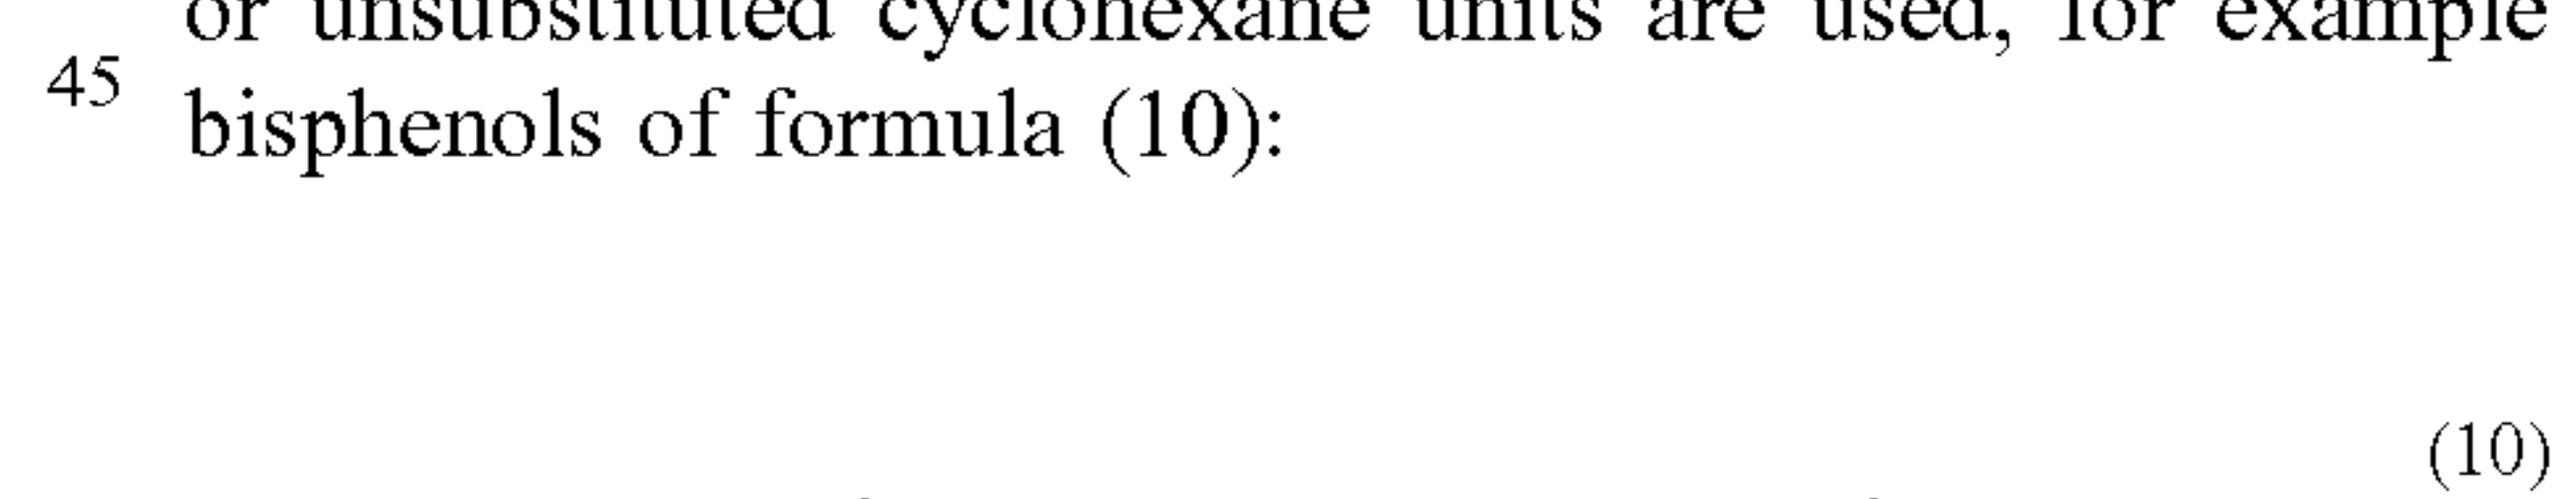 or unsubstituted cyclohexane units are used, for example
45 bisphenols of formula (10):
(10)